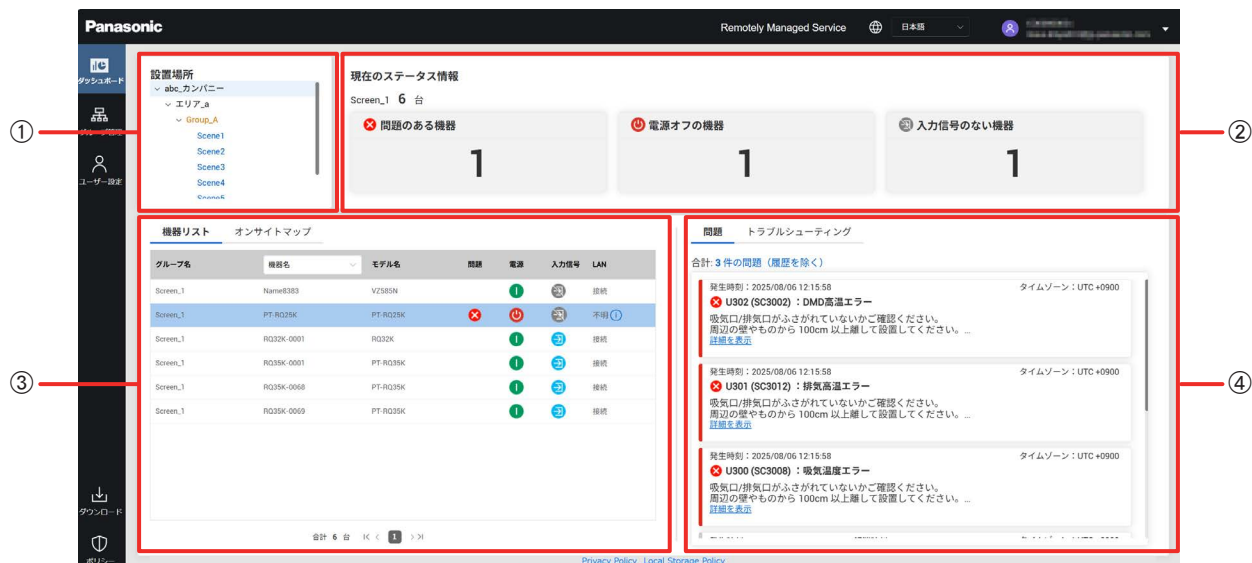 Panasonic
Remotely Managed Service
日本語
ダッシュボード
ユーザー設定
ダウンロード
ポリシー
①
設置場所
abc_カンパニー
エリア_a
Group_A
Scene1
Scene2
Scene3
Scene4
Scene5
②
現在のステータス情報
Screen_1 6 台
問題のある機器
1
電源オフの機器
1
入力信号のない機器
1
③
機器リスト オンサイトマップ
グループ名 機器名 モデル名 問題 電源 入力信号 LAN
Screen_1 Name8383 VZ585N 接続
Screen_1 PT-RQ25K PT-RQ25K 不明
Screen_1 RQ32K-0001 RQ32K 接続
Screen_1 RQ35K-0001 PT-RQ35K 接続
Screen_1 RQ35K-0068 PT-RQ35K 接続
Screen_1 RQ35K-0069 PT-RQ35K 接続
合計 6 台 1
④
問題 トラブルシューティング
合計: 3 件の問題（履歴を除く）
発生時刻：2025/08/06 12:15:58 タイムゾーン：UTC +0900
U302 (SC3002) ：DMD高温エラー
吸気口/排気口がふさがれていないかご確認ください。
周辺の壁やものから 100cm 以上離して設置してください。...
詳細を表示
発生時刻：2025/08/06 12:15:58 タイムゾーン：UTC +0900
U301 (SC3012) ：排気高温エラー
吸気口/排気口がふさがれていないかご確認ください。
周辺の壁やものから 100cm 以上離して設置してください。...
詳細を表示
発生時刻：2025/08/06 12:15:58 タイムゾーン：UTC +0900
U300 (SC3008) ：吸気温度エラー
吸気口/排気口がふさがれていないかご確認ください。
周辺の壁やものから 100cm 以上離して設置してください。...
詳細を表示
Privacy Policy Local Storage Policy